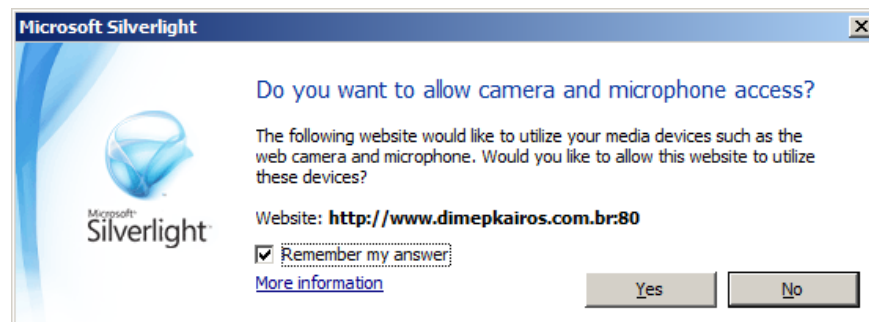 Microsoft Silverlight
Do you want to allow camera and microphone access?
The following website would like to utilize your media devices such as the
web camera and microphone. Would you like to allow this website to utilize
these devices?
Microsoft®
Silverlight
Website: http://www.dimepkairos.com.br:80
Remember my answer
More information
Yes
No